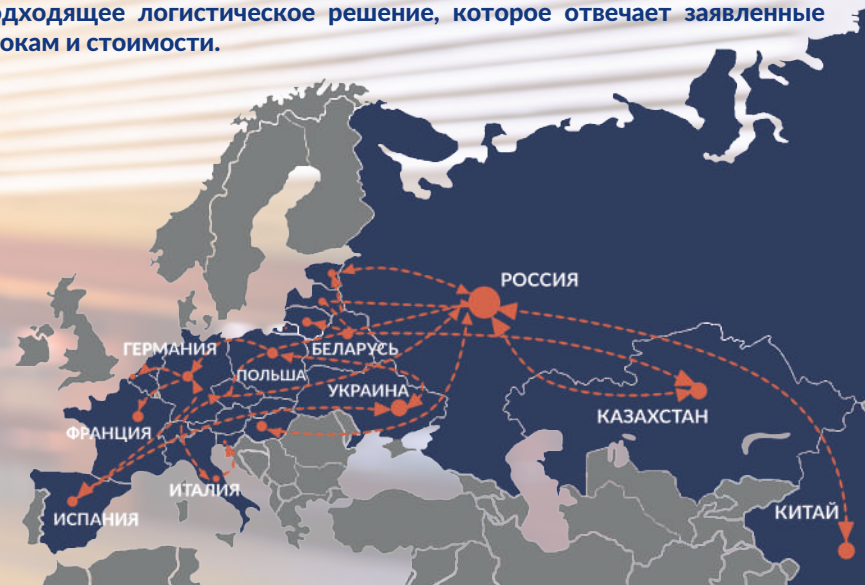 одходящее логистическое решение, которое отвечает заявленные
окам и стоимости.
РОССИЯ
ГЕРМАНИЯ
БЕЛАРУСЬ
ПОЛЬША
УКРАИНА
КАЗАХСТАН
ФРАНЦИЯ
ИТАЛИЯ
ИСПАНИЯ
КИТАЙ